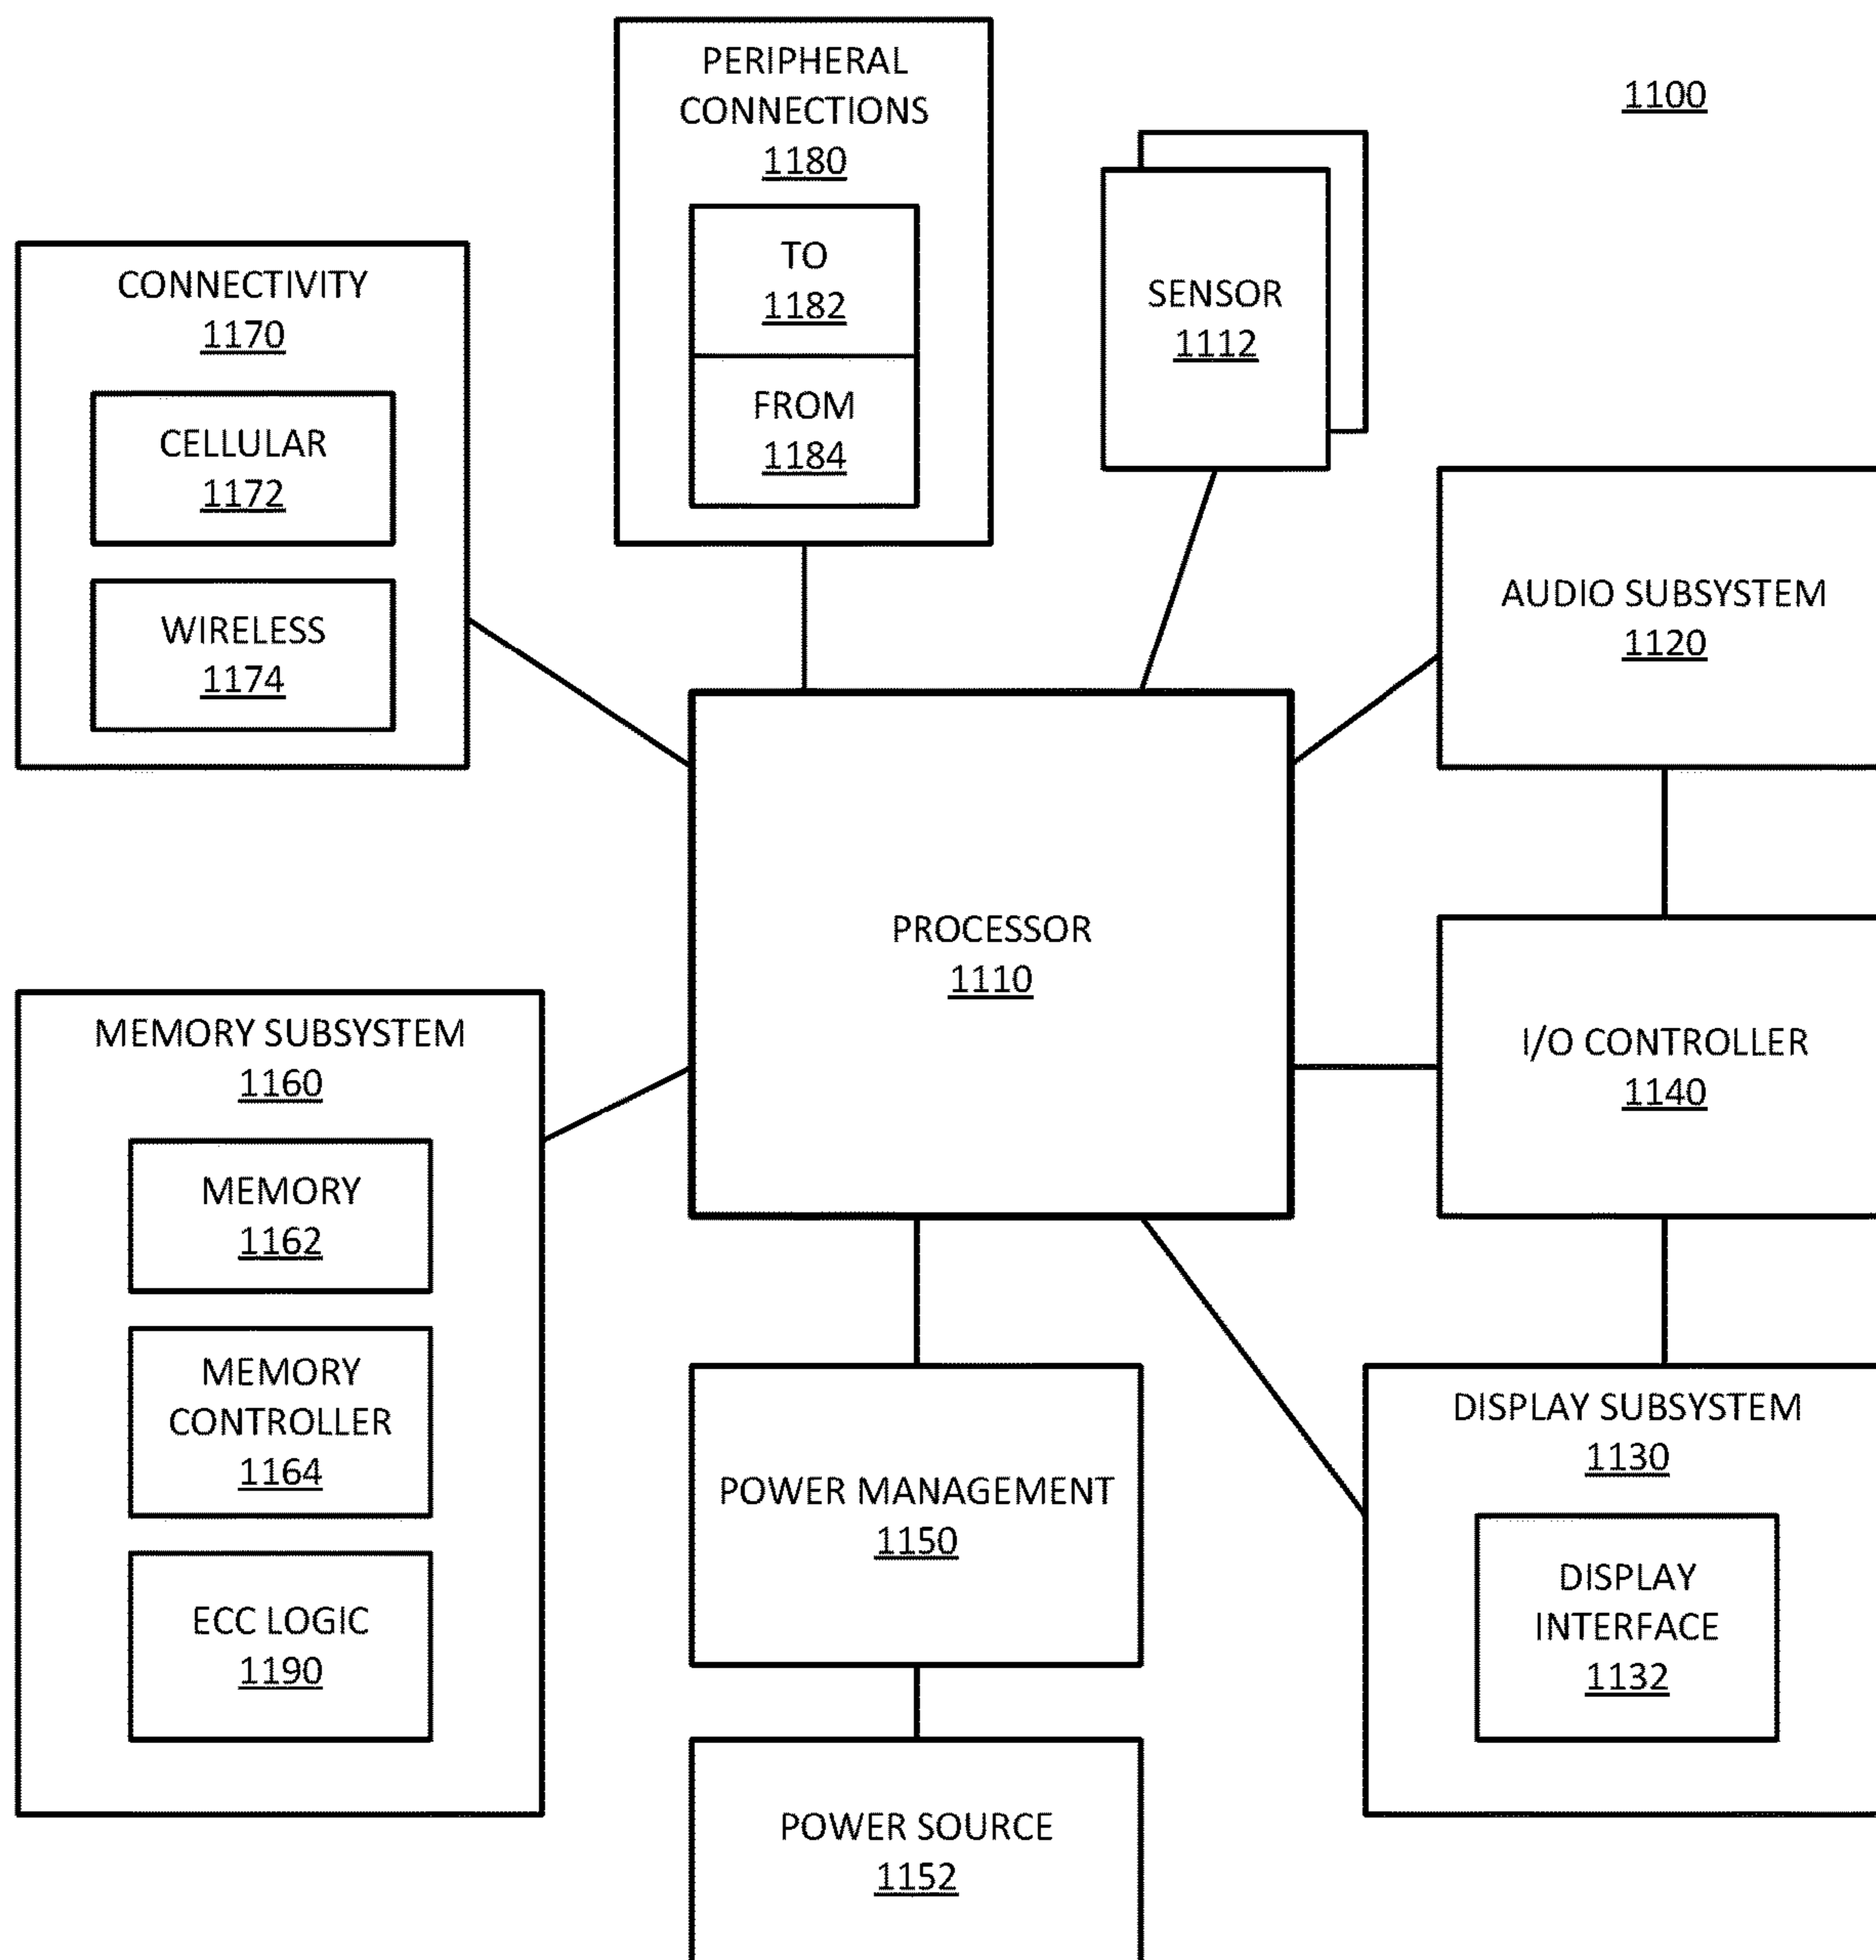 1100
PERIPHERAL
CONNECTIONS
1180
TO
1182
FROM
1184
SENSOR
1112
CONNECTIVITY
1170
CELLULAR
1172
WIRELESS
1174
AUDIO SUBSYSTEM
1120
PROCESSOR
1110
I/O CONTROLLER
1140
MEMORY SUBSYSTEM
1160
MEMORY
1162
MEMORY
CONTROLLER
1164
ECC LOGIC
1190
POWER MANAGEMENT
1150
DISPLAY SUBSYSTEM
1130
DISPLAY
INTERFACE
1132
POWER SOURCE
1152